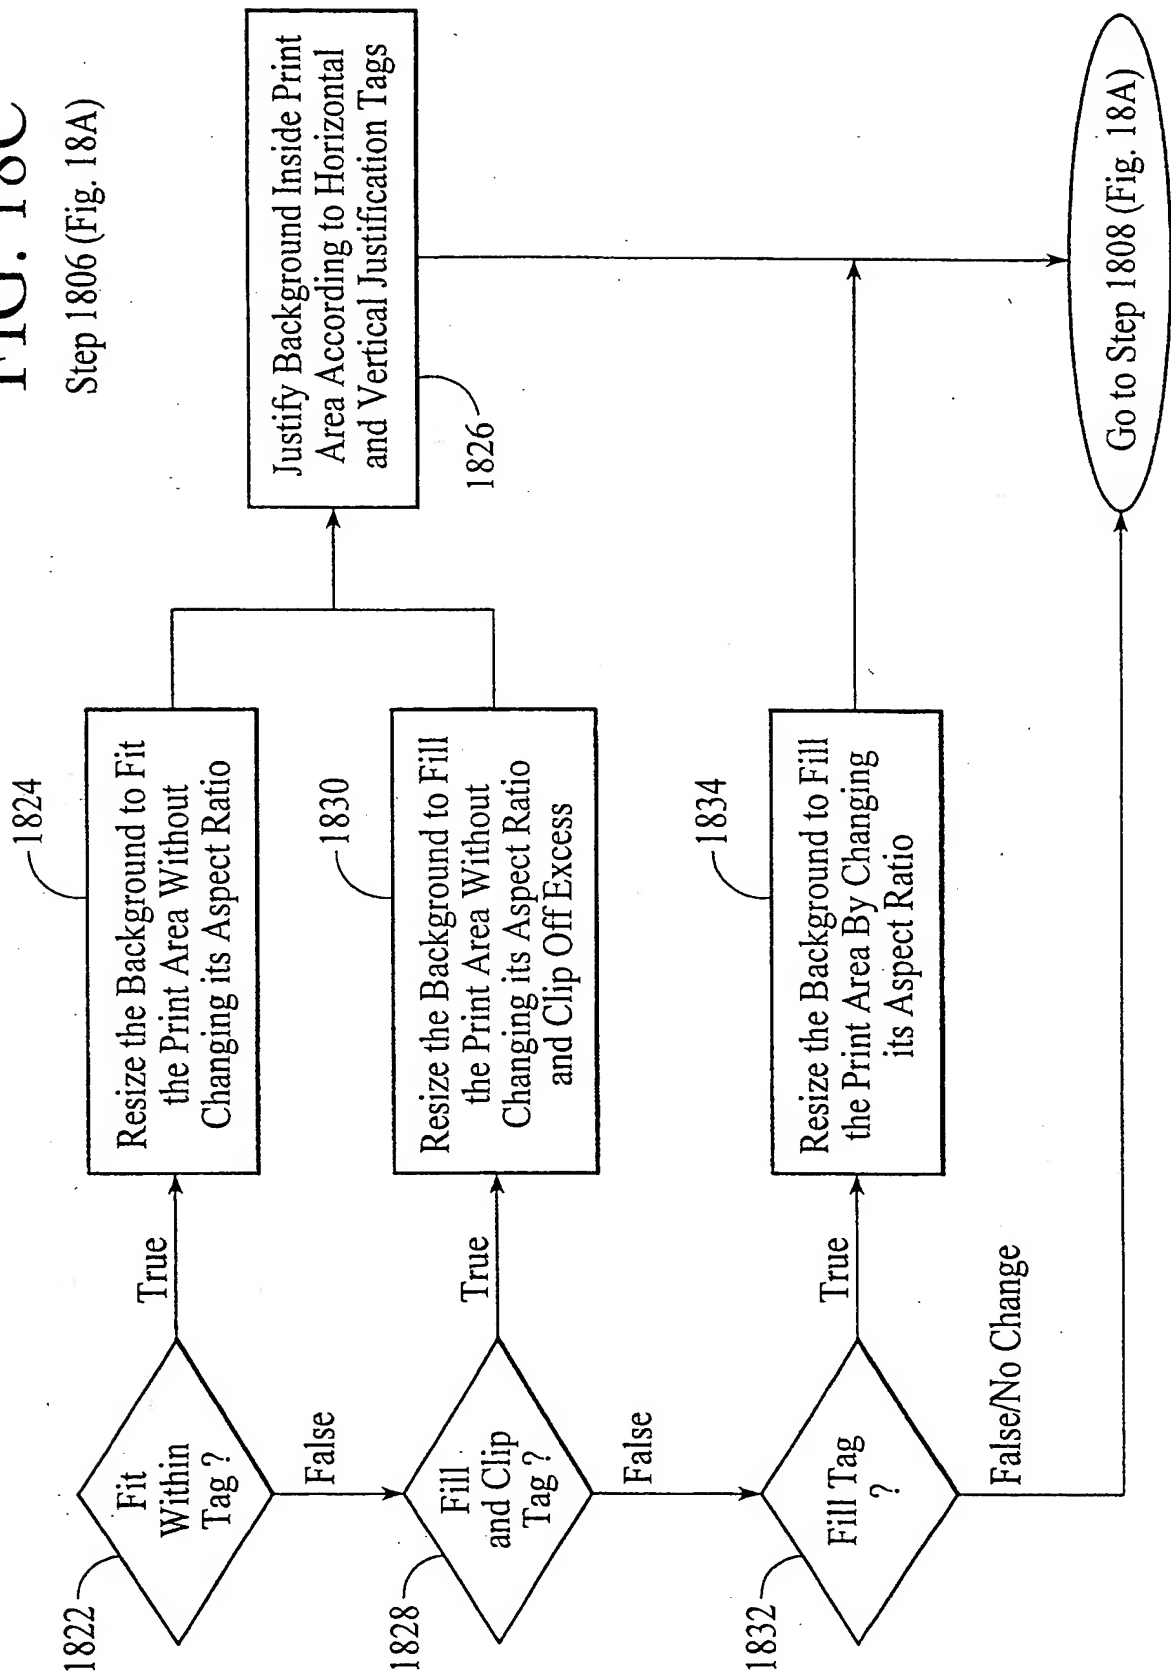 FIG. 18C
Step 1806 (Fig. 18A)
1822
Fit
Within
Tag ?
True
False
1824
Resize the Background to Fit
the Print Area Without
Changing its Aspect Ratio
Justify Background Inside Print
Area According to Horizontal
and Vertical Justification Tags
1826
1828
Fill
and Clip
Tag ?
True
False
1830
Resize the Background to Fill
the Print Area Without
Changing its Aspect Ratio
and Clip Off Excess
1832
Fill Tag
?
True
False/No Change
1834
Resize the Background to Fill
the Print Area By Changing
its Aspect Ratio
Go to Step 1808 (Fig. 18A)